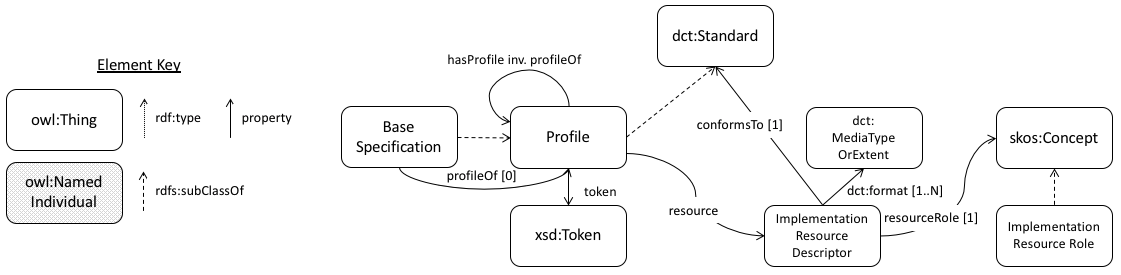 Element Key
owl:Thing
rdf:type
property
owl:Named
Individual
rdfs:subClassOf
hasProfile inv. profileOf
Base
Specification
Profile
profileOf [0]
token
xsd:Token
dct:Standard
conformsTo [1]
dct:
MediaType
OrExtent
dct:format [1..N]
resource
Implementation
Resource
Descriptor
resourceRole [1]
skos:Concept
Implementation
Resource Role